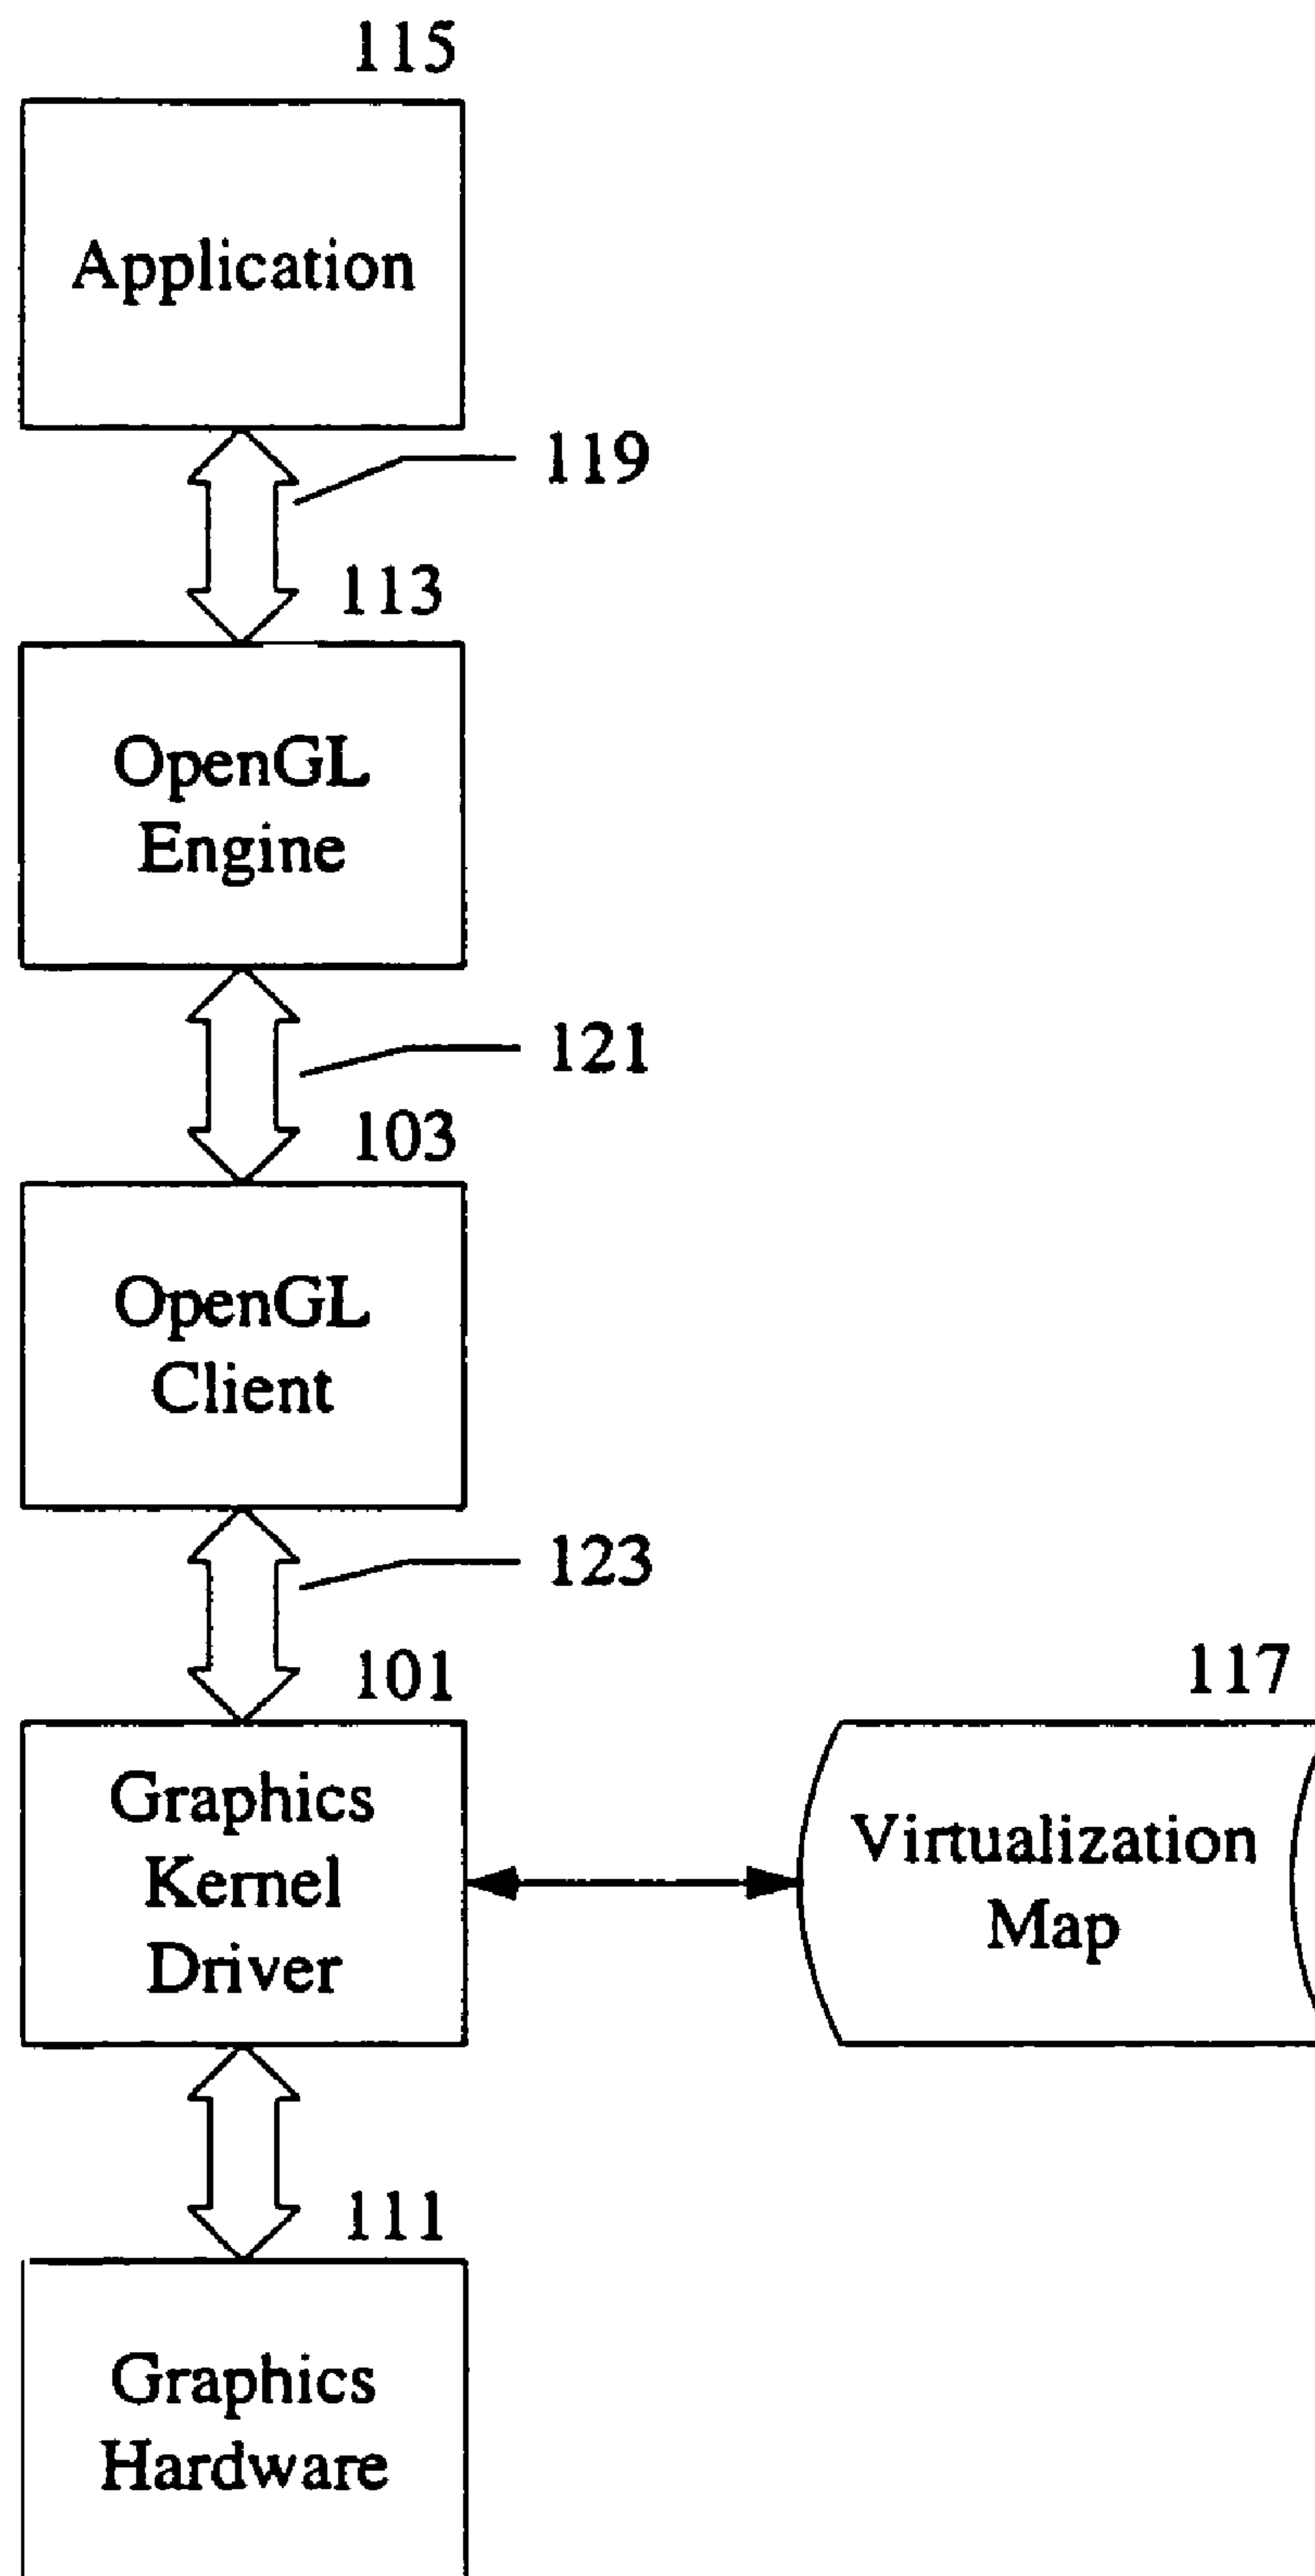 115
Application
119
113
OpenGL
Engine
121
103
OpenGL
Client
123
101
Graphics
Kernel
Driver
117
Virtualization
Map
111
Graphics
Hardware